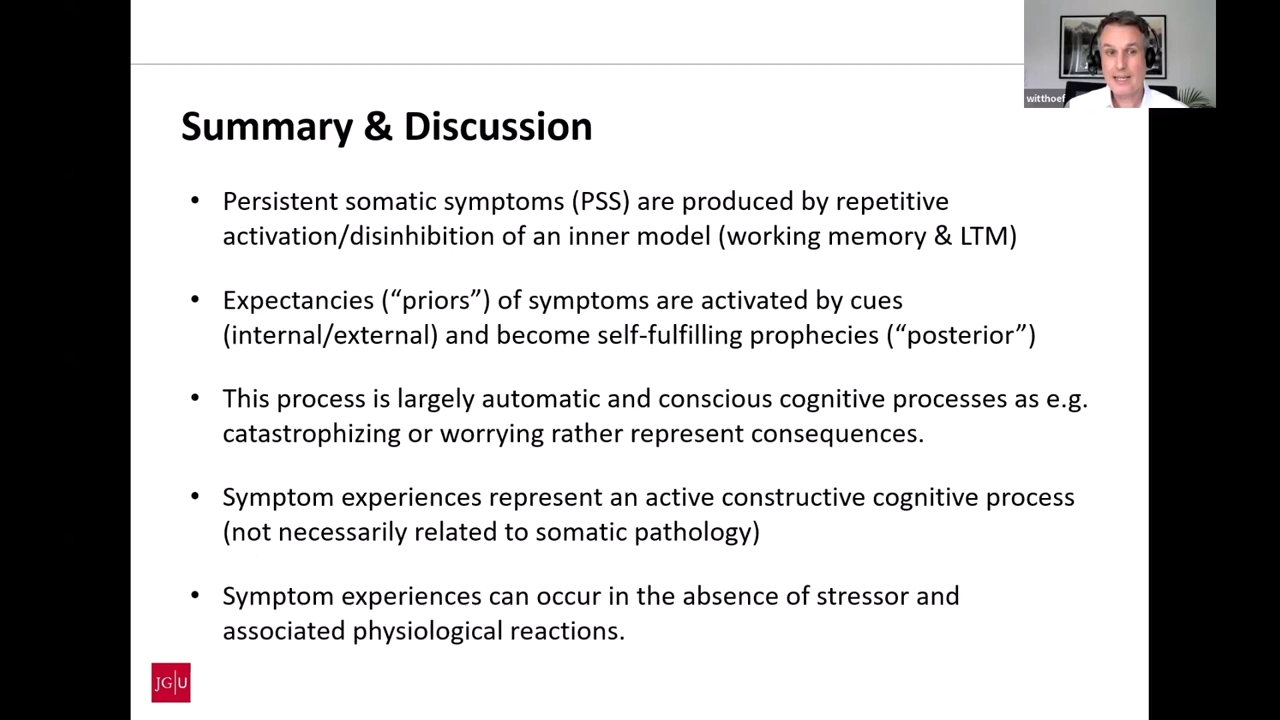 witthoef
Summary & Discussion
• Persistent somatic symptoms (PSS) are produced by repetitive
activation/disinhibition of an inner model (working memory & LTM)
• Expectancies (“priors”) of symptoms are activated by cues
(internal/external) and become self-fulfilling prophecies (“posterior”)
• This process is largely automatic and conscious cognitive processes as e.g.
catastrophizing or worrying rather represent consequences.
• Symptom experiences represent an active constructive cognitive process
(not necessarily related to somatic pathology)
• Symptom experiences can occur in the absence of stressor and
associated physiological reactions.
JG|U